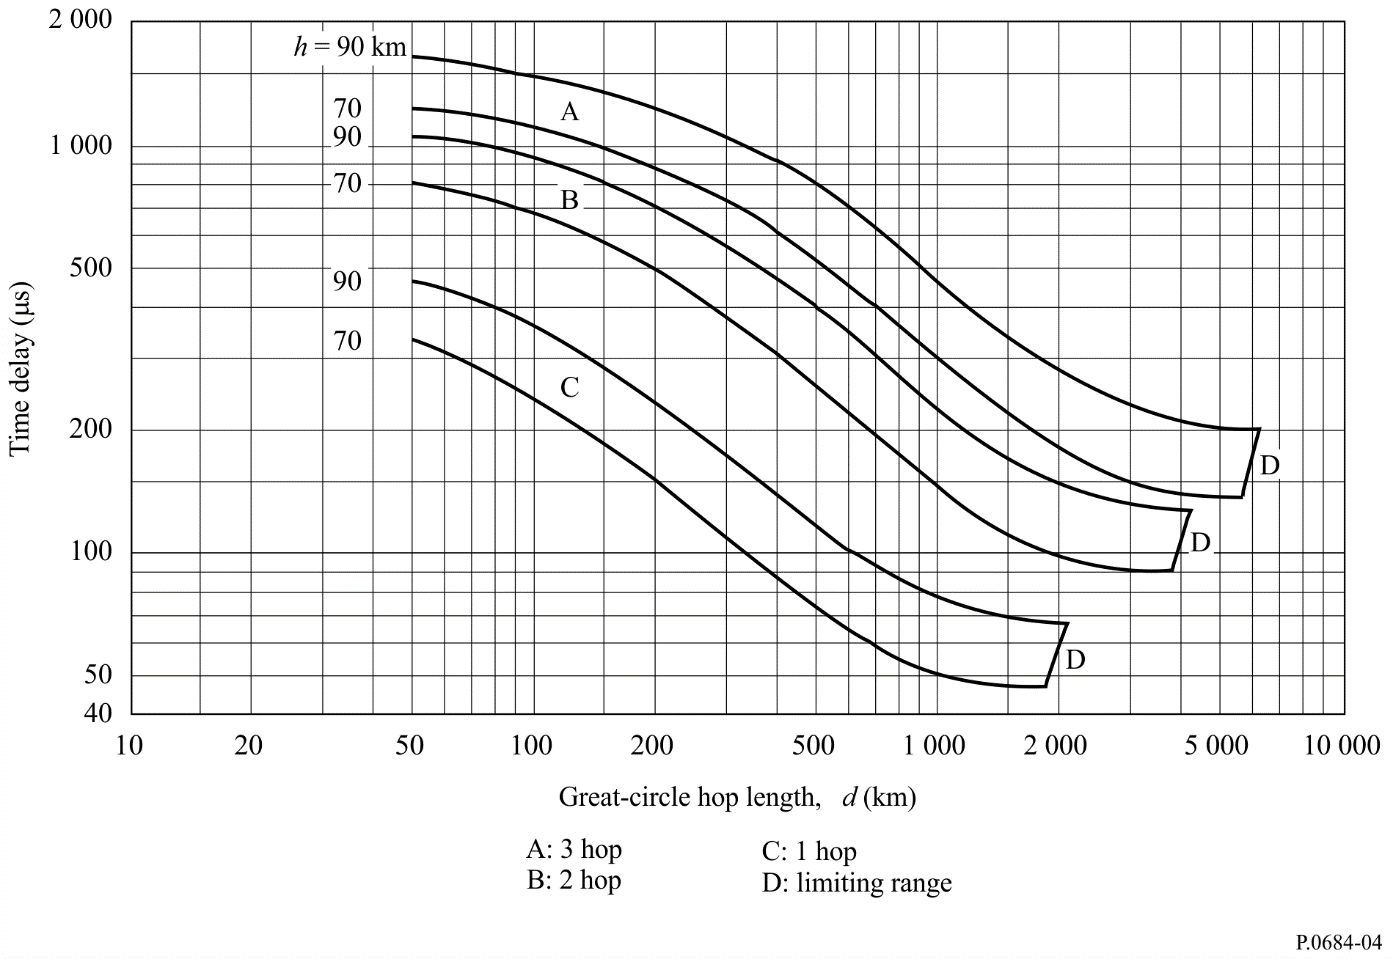 2 000
h = 90 km
70
A
1 000
90
70
B
500
90
70
C
200
D
D
100
D
50
40
Time delay (μs)
10 20 50 100 200 500 1 000 2 000 5 000 10 000
Great-circle hop length, d (km)
A: 3 hop C: 1 hop
B: 2 hop D: limiting range
P.0684-04